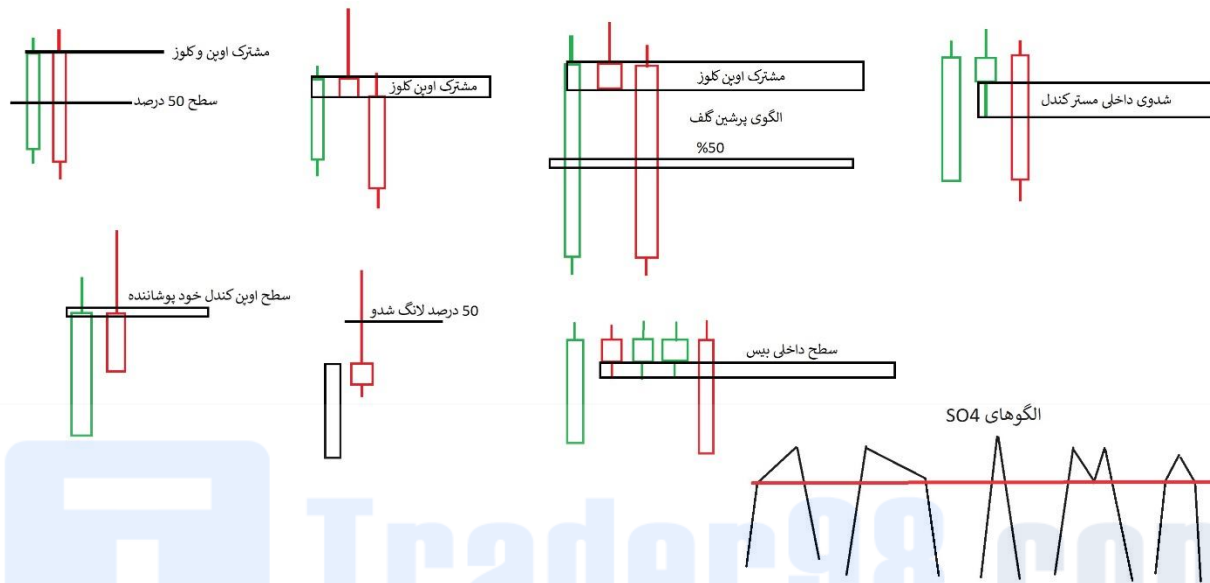 مشترک اوپن و کلوز
سطح 50 درصد
مشترک اوپن کلوز
مشترک اوپن کلوز
الگوی پرشین گلف
%50
شدوی داخلی مستر کندل
سطح اوپن کندل خود پوشاننده
50 درصد لانگ شدو
سطح داخلی بیس
الگوهای SO4
Trader98.com